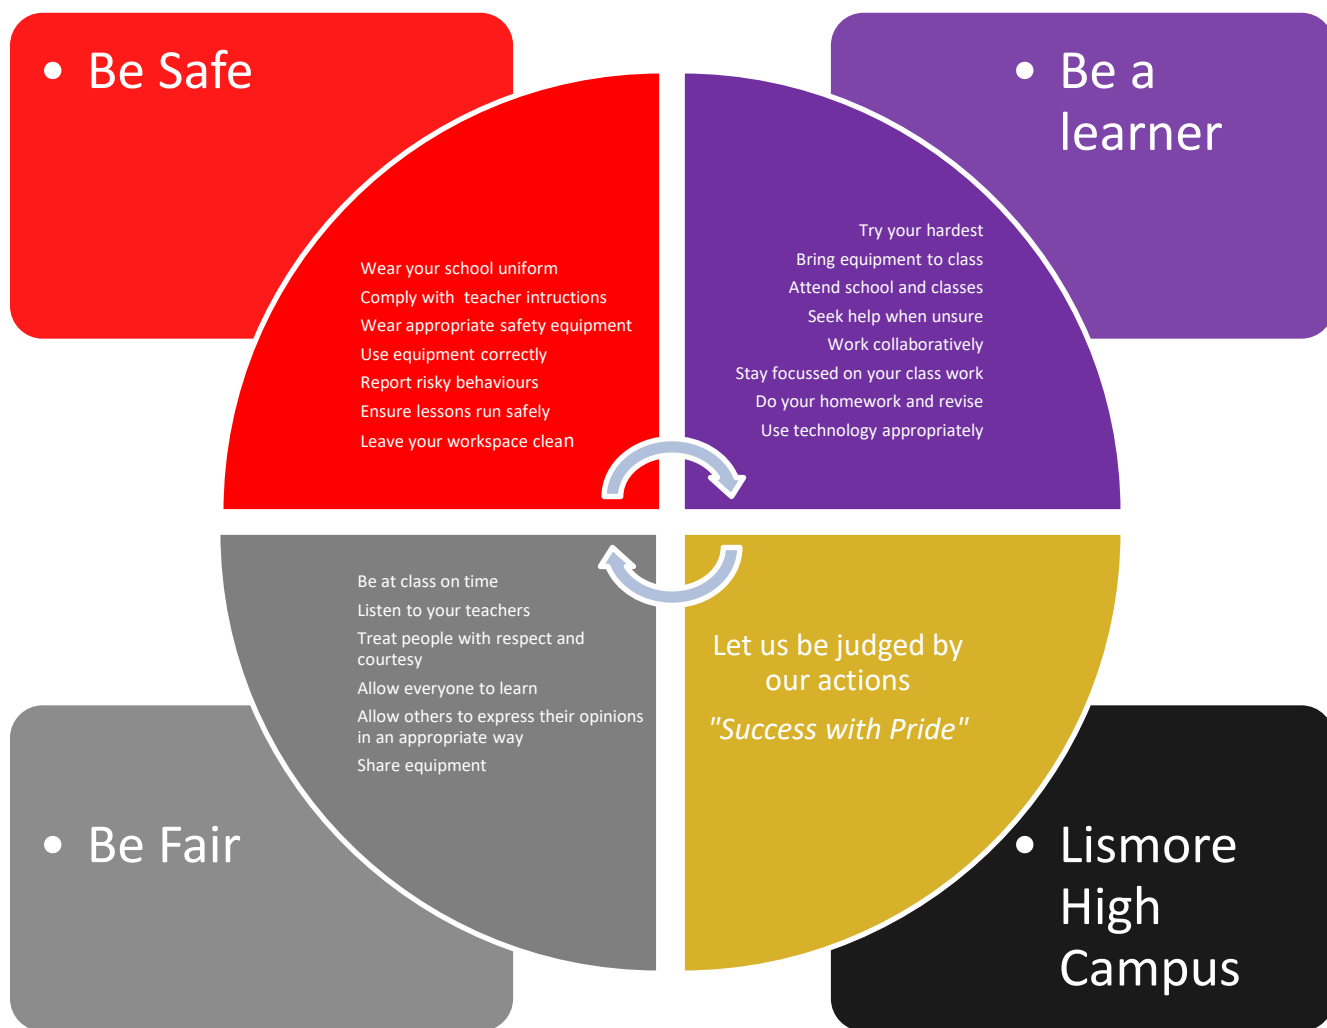 • Be Safe
Wear your school uniform
Comply with  teacher intructions
Wear appropriate safety equipment
Use equipment correctly
Report risky behaviours
Ensure lessons run safely
Leave your workspace clean
• Be a
learner
Try your hardest
Bring equipment to class
Attend school and classes
Seek help when unsure
Work collaboratively
Stay focussed on your class work
Do your homework and revise
Use technology appropriately
Be at class on time
Listen to your teachers
Treat people with respect and
courtesy
Allow everyone to learn
Allow others to express their opinions
in an appropriate way
Share equipment
• Be Fair
Let us be judged by
our actions
"Success with Pride"
• Lismore
High
Campus